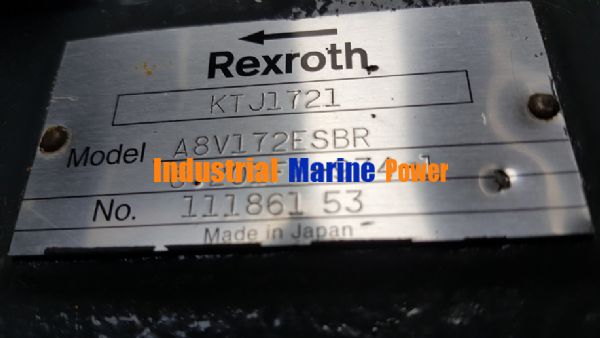 Rexroth
KTJ1721
Model A8V172ESBR
Industrial Marine Power
No. 111861 53
Made in Japan